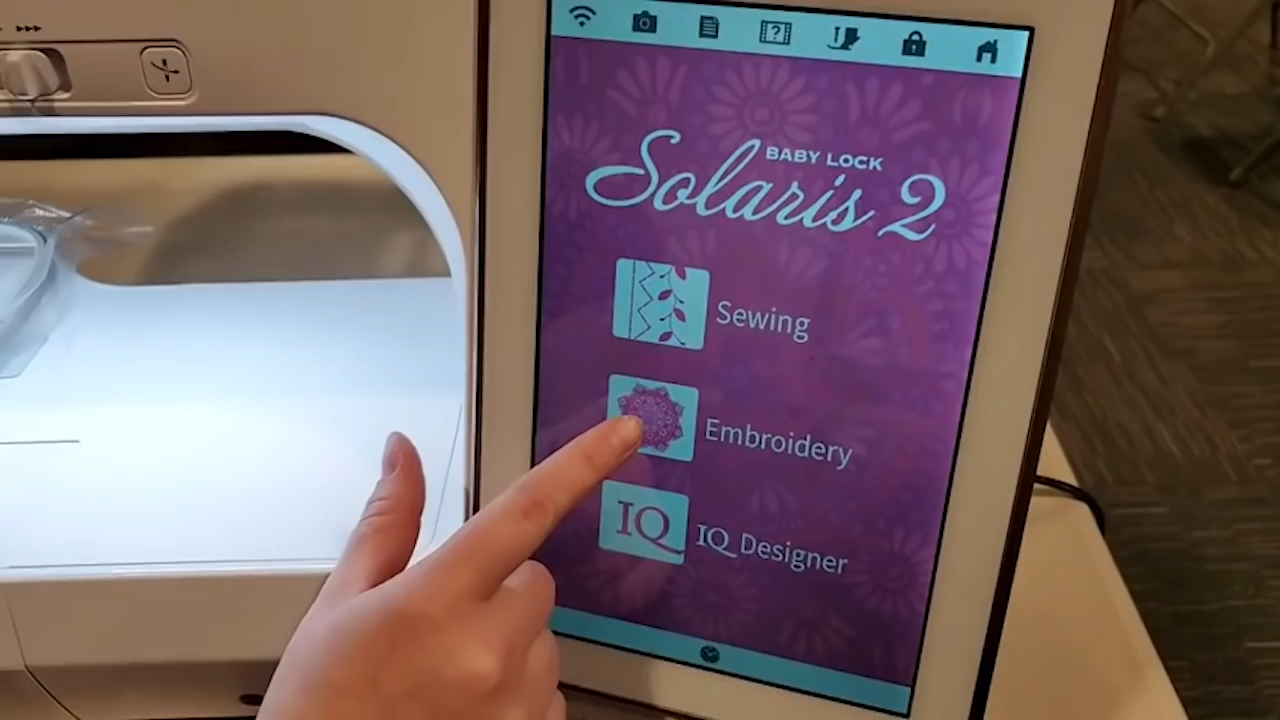 BABY LOCK
Solaris 2
Sewing
Embroidery
IQ
IQ Designer